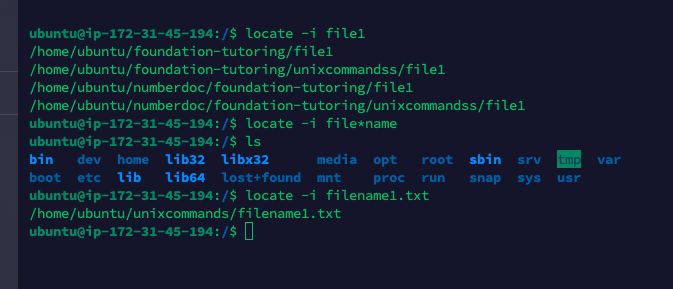 ubuntu@ip-172-31-45-194:/$ locate -i file1
/home/ubuntu/foundation-tutoring/file1
/home/ubuntu/foundation-tutoring/unixcommandss/file1
/home/ubuntu/numberdoc/foundation-tutoring/file1
/home/ubuntu/numberdoc/foundation-tutoring/unixcommandss/file1
ubuntu@ip-172-31-45-194:/$ locate -i file*name
ubuntu@ip-172-31-45-194:/$ ls
bin dev home lib32 libx32 media opt root sbin srv tmp var
boot etc lib lib64 lost+found mnt proc run snap sys usr
ubuntu@ip-172-31-45-194:/$ locate -i filename1.txt
/home/ubuntu/unixcommands/filename1.txt
ubuntu@ip-172-31-45-194:/$